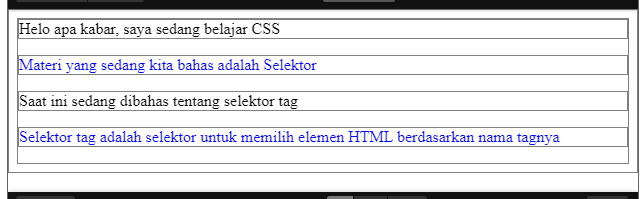 Helo apa kabar, saya sedang belajar CSS
Materi yang sedang kita bahas adalah Selektor
Saat ini sedang dibahas tentang selektor tag
Selektor tag adalah selektor untuk memilih elemen HTML berdasarkan nama tagnya